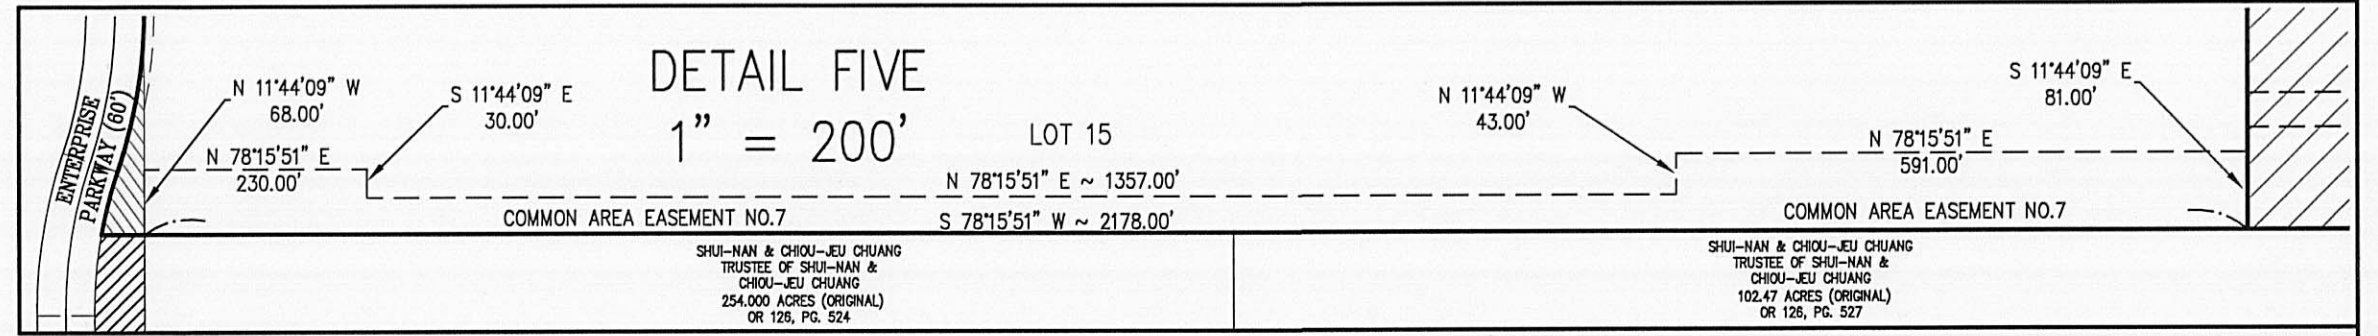 ENTERPRISE
PARKWAY (60')
N 11°44'09" W
68.00'
N 78°15'51" E
230.00'
S 11°44'09" E
30.00'
DETAIL FIVE
1" = 200'
LOT 15
N 78°15'51" E ~ 1357.00'
COMMON AREA EASEMENT NO.7
S 78°15'51" W ~ 2178.00'
N 11°44'09" W
43.00'
S 11°44'09" E
81.00'
N 78°15'51" E
591.00'
COMMON AREA EASEMENT NO.7
SHUI-NAN & CHIOU-JEU CHUANG
TRUSTEE OF SHUI-NAN &
CHIOU-JEU CHUANG
254.000 ACRES (ORIGINAL)
OR 126, PG. 524
SHUI-NAN & CHIOU-JEU CHUANG
TRUSTEE OF SHUI-NAN &
CHIOU-JEU CHUANG
102.47 ACRES (ORIGINAL)
OR 126, PG. 527